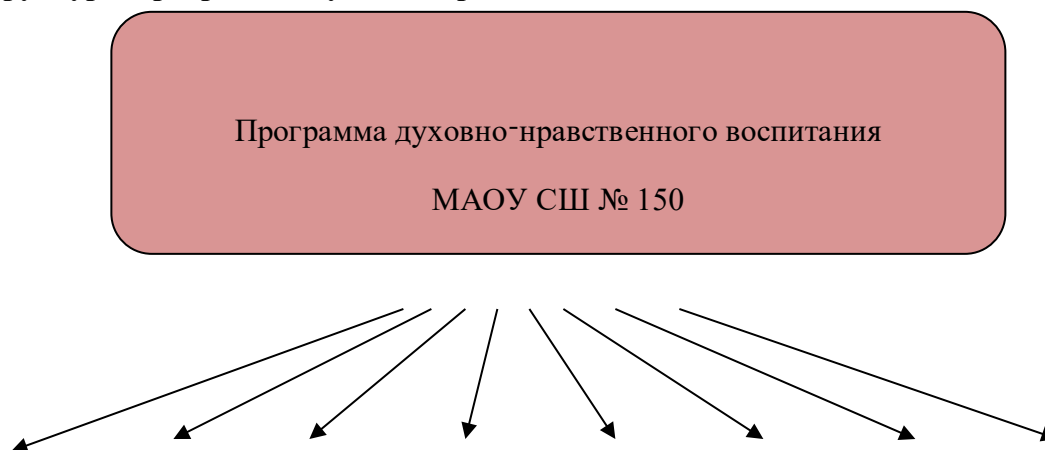 Программа духовно-нравственного воспитания
МАОУ СШ № 150